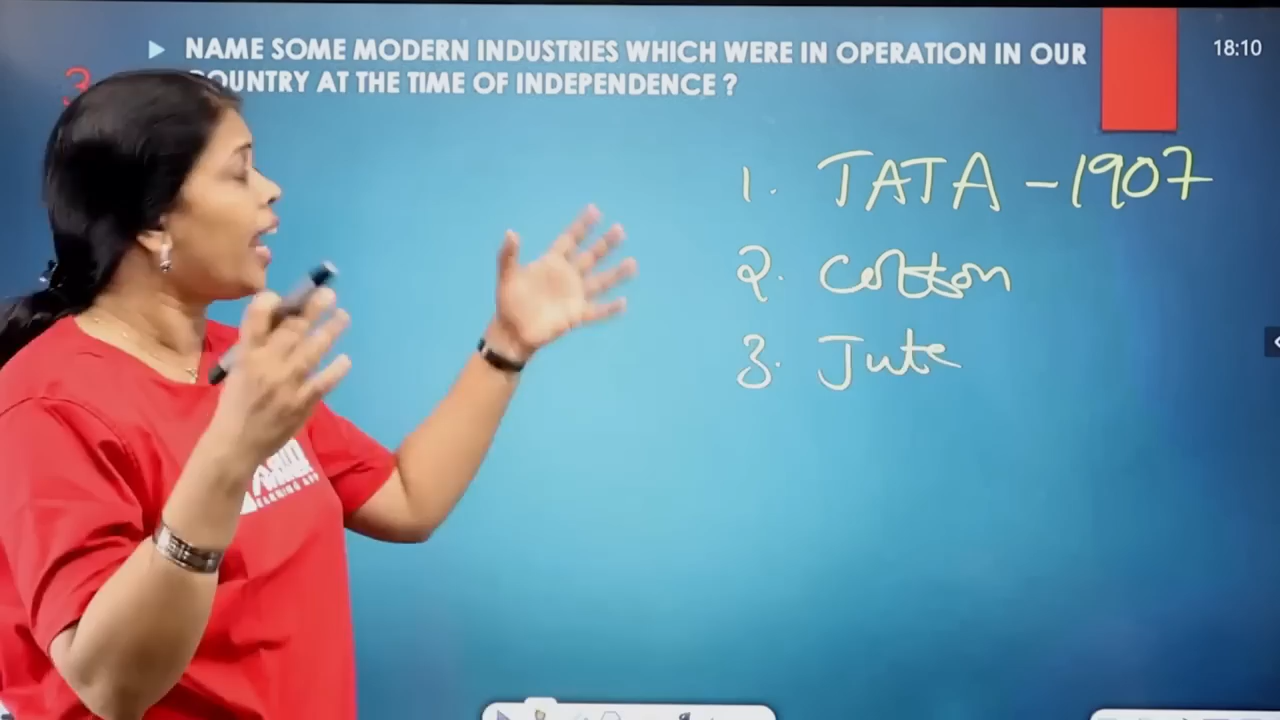 NAME SOME MODERN INDUSTRIES WHICH WERE IN OPERATION IN OUR
COUNTRY AT THE TIME OF INDEPENDENCE ?
18:10
3
1. TATA - 1907
2. Cotton
3. Jute